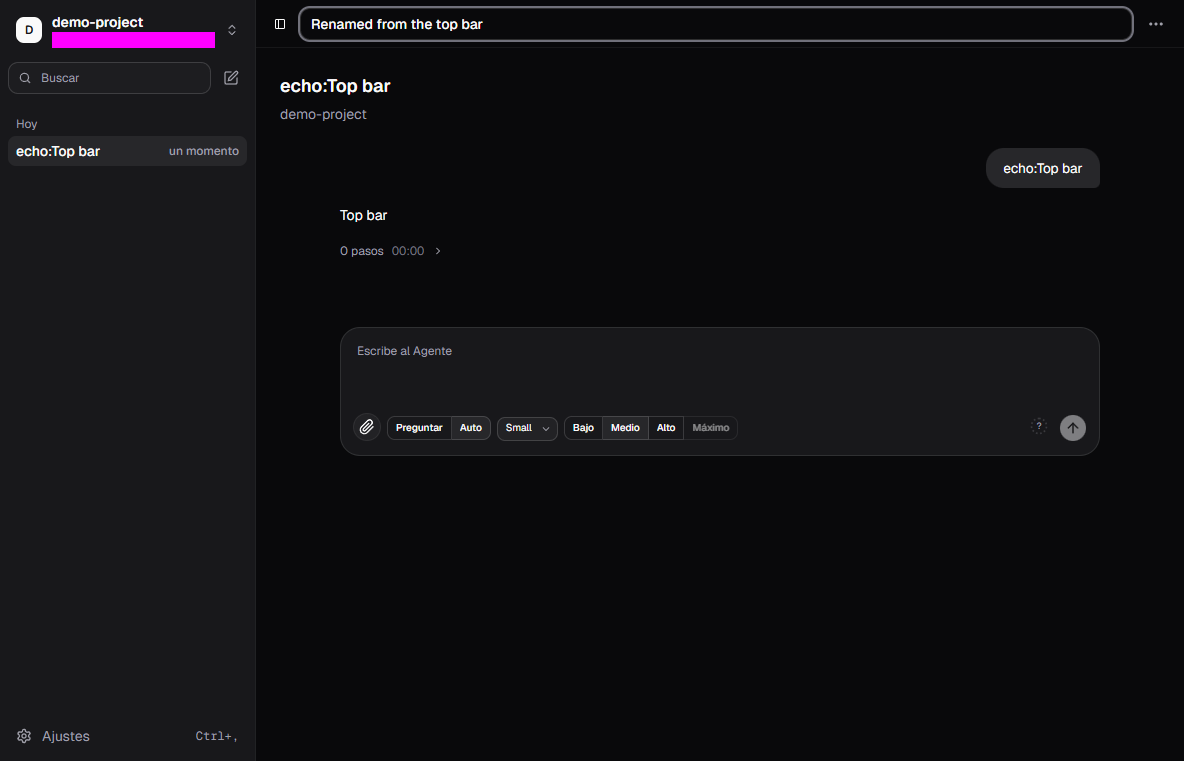 D
demo-project
Buscar
Hoy
echo:Top bar
un momento
Ajustes
Ctrl+,
Renamed from the top bar
echo:Top bar
demo-project
echo:Top bar
Top bar
0 pasos 00:00
Escribe al Agente
Preguntar Auto Small Bajo Medio Alto Máximo ?